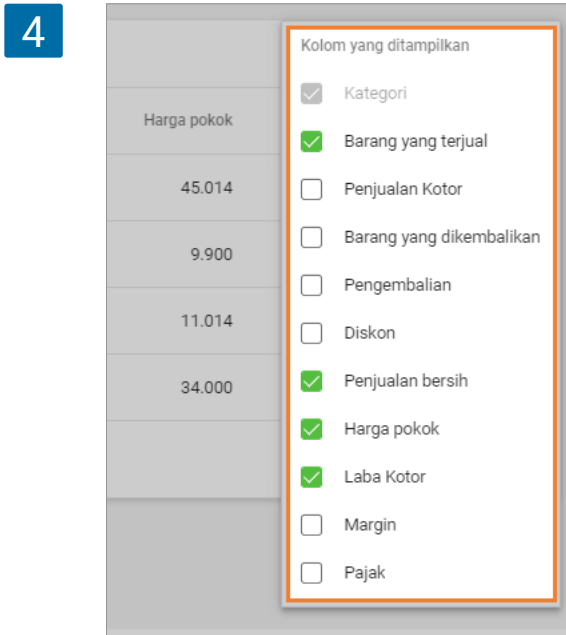 4
Kolom yang ditampilkan
Kategori
Harga pokok
Barang yang terjual
45.014
Penjualan Kotor
9.900
Barang yang dikembalikan
Pengembalian
11.014
Diskon
34.000
Penjualan bersih
Harga pokok
Laba Kotor
Margin
Pajak